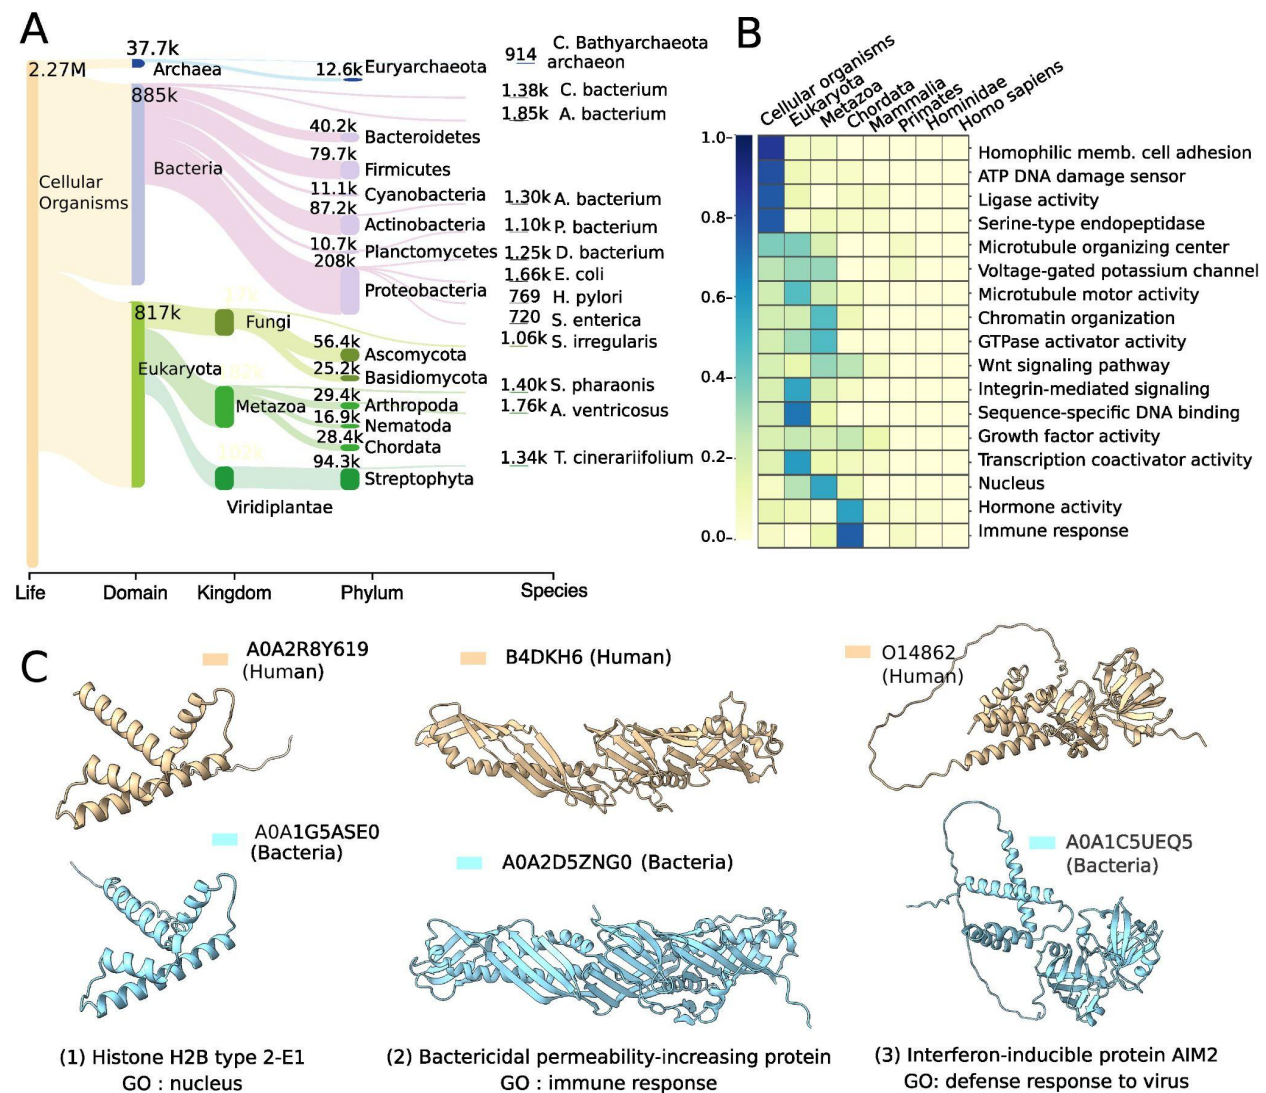 A
37.7k
2.27M
Archaea
12.6k
Euryarchaeota
914
C. Bathyarchaeota
archaeon
885k
1.38k C. bacterium
1.85k A. bacterium
40.2k
Bacteroidetes
Bacteria
79.7k
Firmicutes
Cellular
Organisms
11.1k
Cyanobacteria
1.30k A. bacterium
87.2k
Actinobacteria
1.10k P. bacterium
10.7k
Planctomycetes
1.25k D. bacterium
208k
Proteobacteria
1.66k E. coli
769 H. pylori
720 S. enterica
817k
Fungi
1.06k S. irregularis
56.4k
Ascomycota
Eukaryota
25.2k
Basidiomycota
1.40k S. pharaonis
29.4k
Metazoa
Arthropoda
1.76k A. ventricosus
16.9k
Nematoda
28.4k
Chordata
102k
94.3k
1.34k T. cinerariifolium
Streptophyta
Viridiplantae
Life
Domain
Kingdom
Phylum
Species
B
Cellular organisms
Eukaryota
Metazoa
Chordata
Mammalia
Primates
Hominidae
Homo sapiens
1.0
0.8
0.6
0.4
0.2
0.0
Homophilic memb. cell adhesion
ATP DNA damage sensor
Ligase activity
Serine-type endopeptidase
Microtubule organizing center
Voltage-gated potassium channel
Microtubule motor activity
Chromatin organization
GTPase activator activity
Wnt signaling pathway
Integrin-mediated signaling
Sequence-specific DNA binding
Growth factor activity
Transcription coactivator activity
Nucleus
Hormone activity
Immune response
C
A0A2R8Y619
(Human)
B4DKH6 (Human)
O14862
(Human)
A0A1G5ASE0
(Bacteria)
A0A2D5ZNG0 (Bacteria)
A0A1C5UEQ5
(Bacteria)
(1) Histone H2B type 2-E1
GO : nucleus
(2) Bactericidal permeability-increasing protein
GO : immune response
(3) Interferon-inducible protein AIM2
GO: defense response to virus